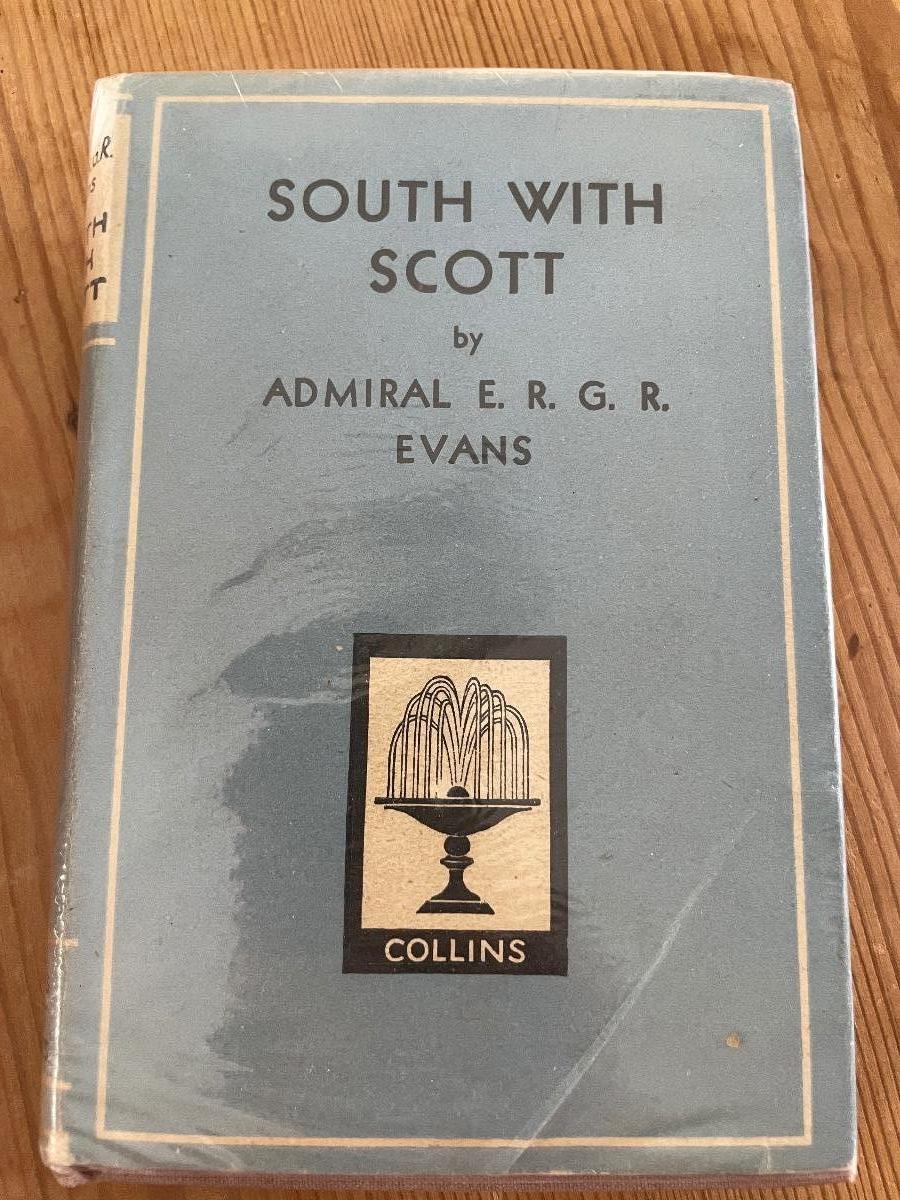 SOUTH WITH
SCOTT
by
ADMIRAL E. R. G. R.
EVANS
COLLINS